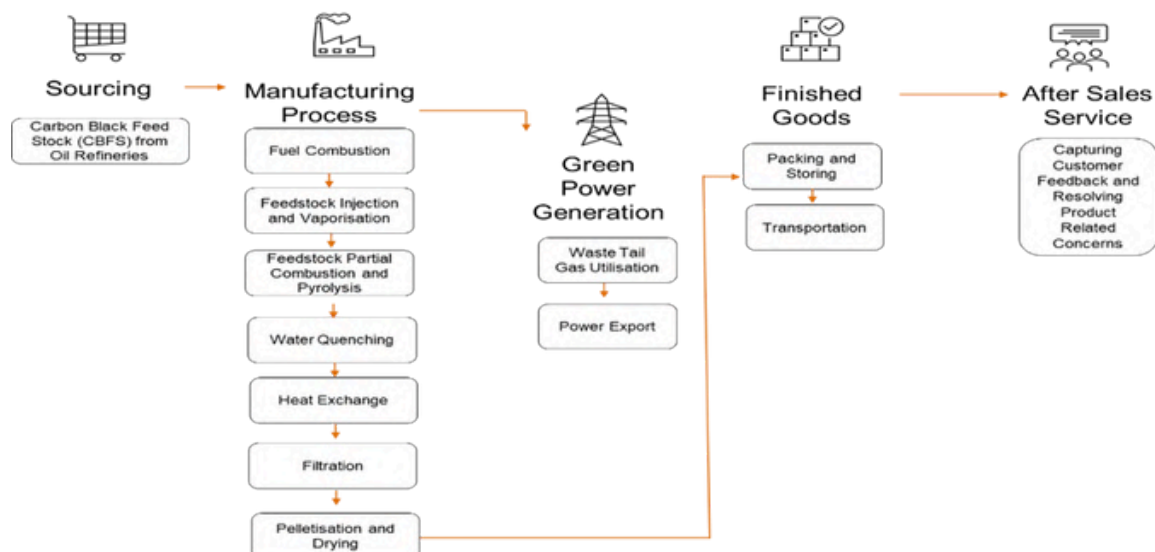 Sourcing
Carbon Black Feed
Stock (CBFS) from
Oil Refineries
Manufacturing
Process
Fuel Combustion
Feedstock Injection
and Vaporisation
Feedstock Partial
Combustion and
Pyrolysis
Water Quenching
Heat Exchange
Filtration
Pelletisation and
Drying
Green
Power
Generation
Waste Tail
Gas Utilisation
Power Export
Finished
Goods
Packing and
Storing
Transportation
After Sales
Service
Capturing
Customer
Feedback and
Resolving
Product
Related
Concerns